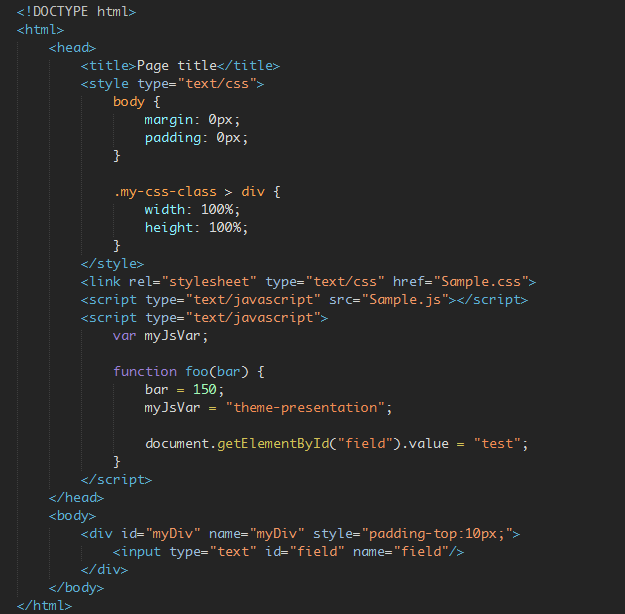 <!DOCTYPE html>
<html>
    <head>
        <title>Page title</title>
        <style type="text/css">
            body {
                margin: 0px;
                padding: 0px;
            }

            .my-css-class > div {
                width: 100%;
                height: 100%;
            }
        </style>
        <link rel="stylesheet" type="text/css" href="Sample.css">
        <script type="text/javascript" src="Sample.js"></script>
        <script type="text/javascript">
            var myJsVar;

            function foo(bar) {
                bar = 150;
                myJsVar = "theme-presentation";

                document.getElementById("field").value = "test";
            }
        </script>
    </head>
    <body>
        <div id="myDiv" name="myDiv" style="padding-top:10px;">
            <input type="text" id="field" name="field"/>
        </div>
    </body>
</html>